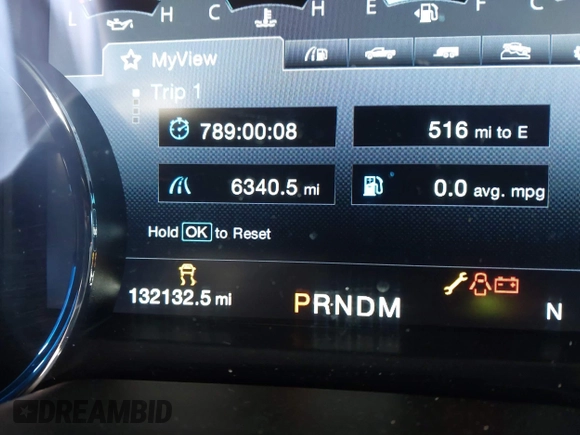 L H C H E F C
MyView
Trip 1
789:00:08 516 mi to E
6340.5 mi 0.0 avg. mpg
Hold OK to Reset
132132.5 mi PRNDM N
DREAMBID